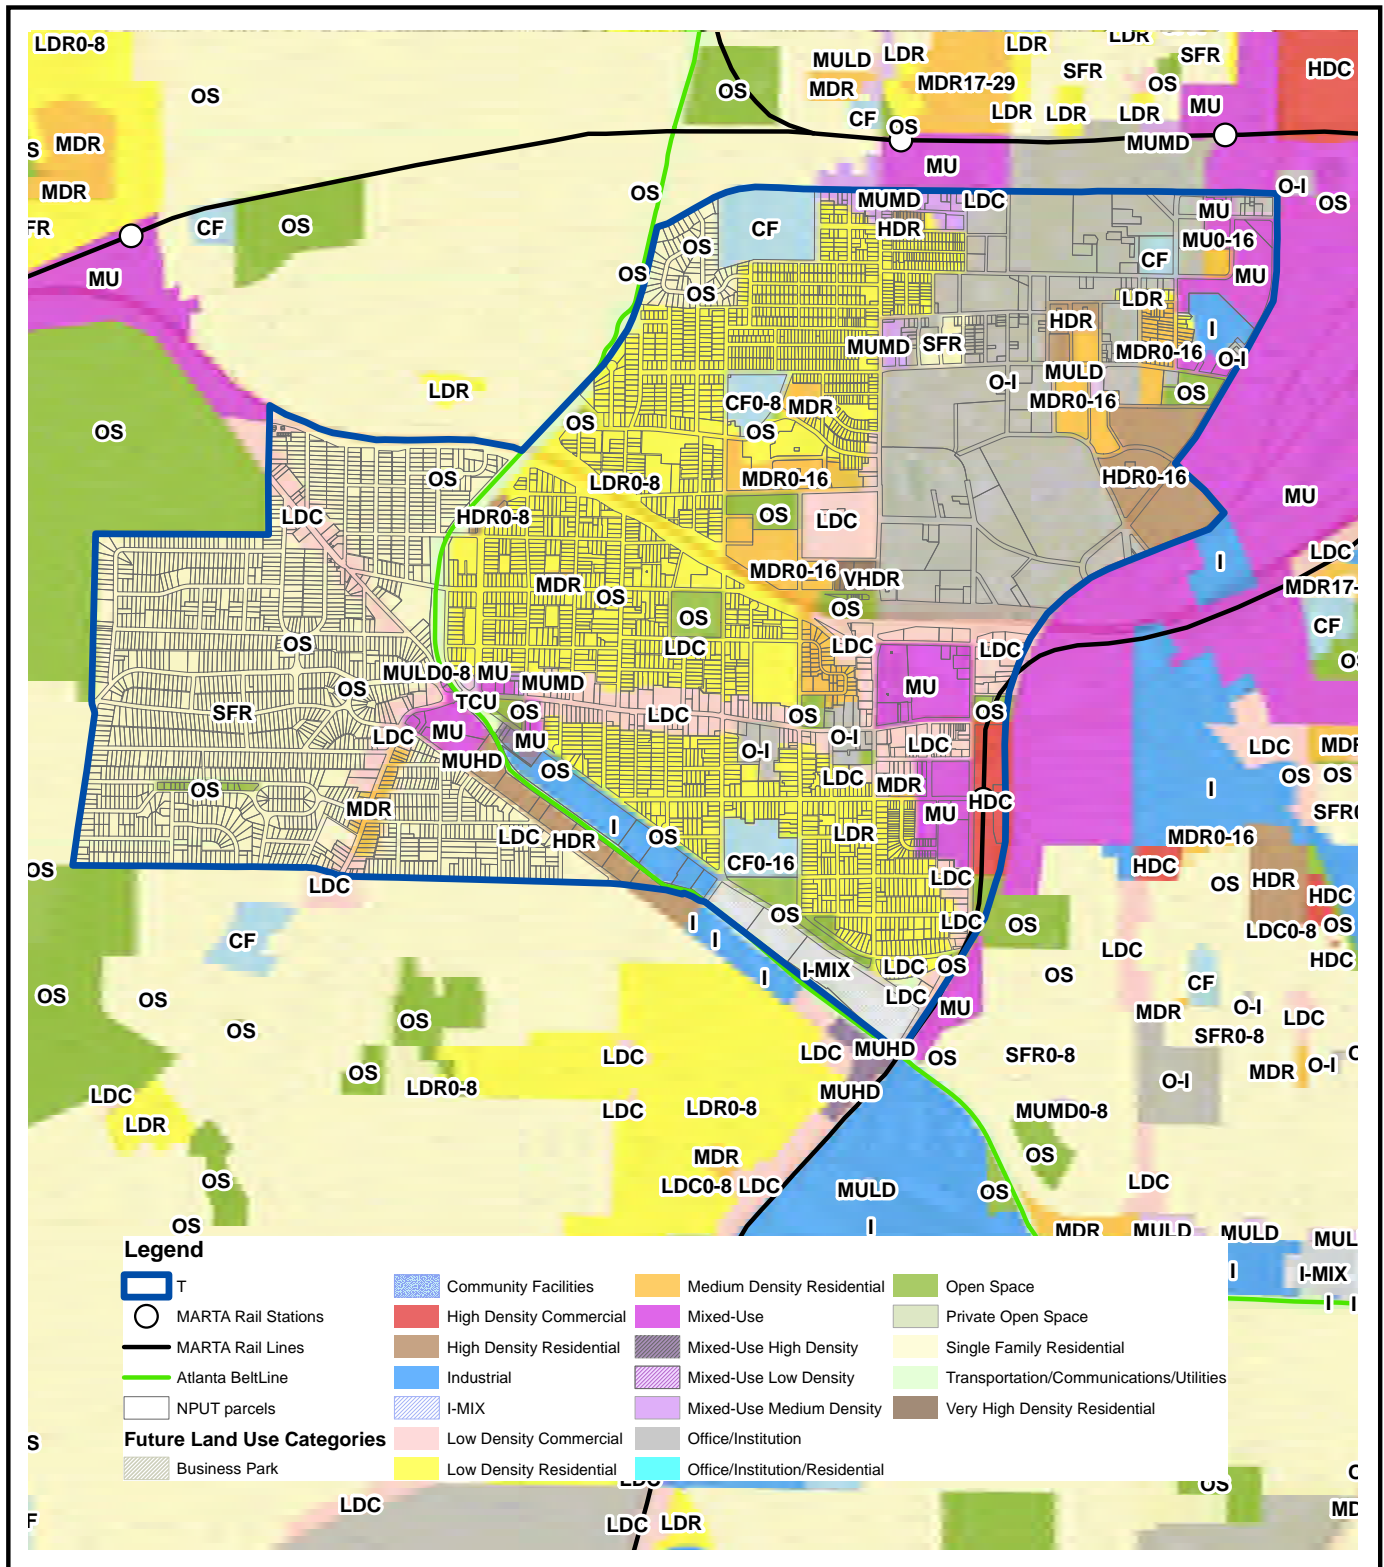 LDR0-8
OS
MDR
MDR
CF
OS
MU
OS
MULD
LDR
LDR
LDR
SFR
HDC
OS
MDR
MDR17-29
SFR
OS
MU
CF
OS
LDR
LDR
LDR
MUMD
MU
O-I
OS
OS
OS
CF
MUMD
LDC
MU
HDR
MU0-16
CF
MU
OS
OS
OS
LDR
HDR
I
MUMD
SFR
MDR0-16
O-I
LDR
O-I
MULD
MDR0-16
OS
CF0-8
MDR
OS
OS
OS
OS
LDR0-8
MDR0-16
HDR0-16
LDC
HDR0-8
OS
LDC
MU
MDR
MDR0-16
VHDR
I
LDC
MDR17-
OS
OS
OS
CF
OS
LDC
LDC
LDC
MULD0-8
MU
MUMD
OS
SFR
TCU
OS
LDC
OS
MU
OS
LDC
MU
MU
O-I
O-I
LDC
LDC
MUHD
OS
LDC
MDR
OS
OS
OS
MDR
HDC
I
MU
LDC
HDR
I
OS
LDR
MDR0-16
CF0-16
HDC
OS
LDC
LDC
OS
HDR
HDC
CF
I
I
OS
LDC
OS
LDC
LDC0-8
OS
I
I-MIX
LDC
OS
OS
HDC
OS
OS
OS
OS
LDC
MU
CF
MDR
O-I
LDC
SFR0-8
LDC
LDC
MUHD
OS
SFR0-8
OS
LDR0-8
MUHD
O-I
MDR
O-I
LDC
LDR
LDC
LDR0-8
MUMD0-8
OS
MDR
OS
LDC0-8
LDC
MULD
OS
LDC
OS
I
MDR
MULD
MULD
I
I-MIX
I
I
Legend
T
MARTA Rail Stations
MARTA Rail Lines
Atlanta BeltLine
NPUT parcels
Future Land Use Categories
Business Park
Community Facilities
High Density Commercial
High Density Residential
Industrial
I-MIX
Low Density Commercial
Low Density Residential
Medium Density Residential
Mixed-Use
Mixed-Use High Density
Mixed-Use Low Density
Mixed-Use Medium Density
Office/Institution
Office/Institution/Residential
Open Space
Private Open Space
Single Family Residential
Transportation/Communications/Utilities
Very High Density Residential
OS
LDC
LDC
LDR